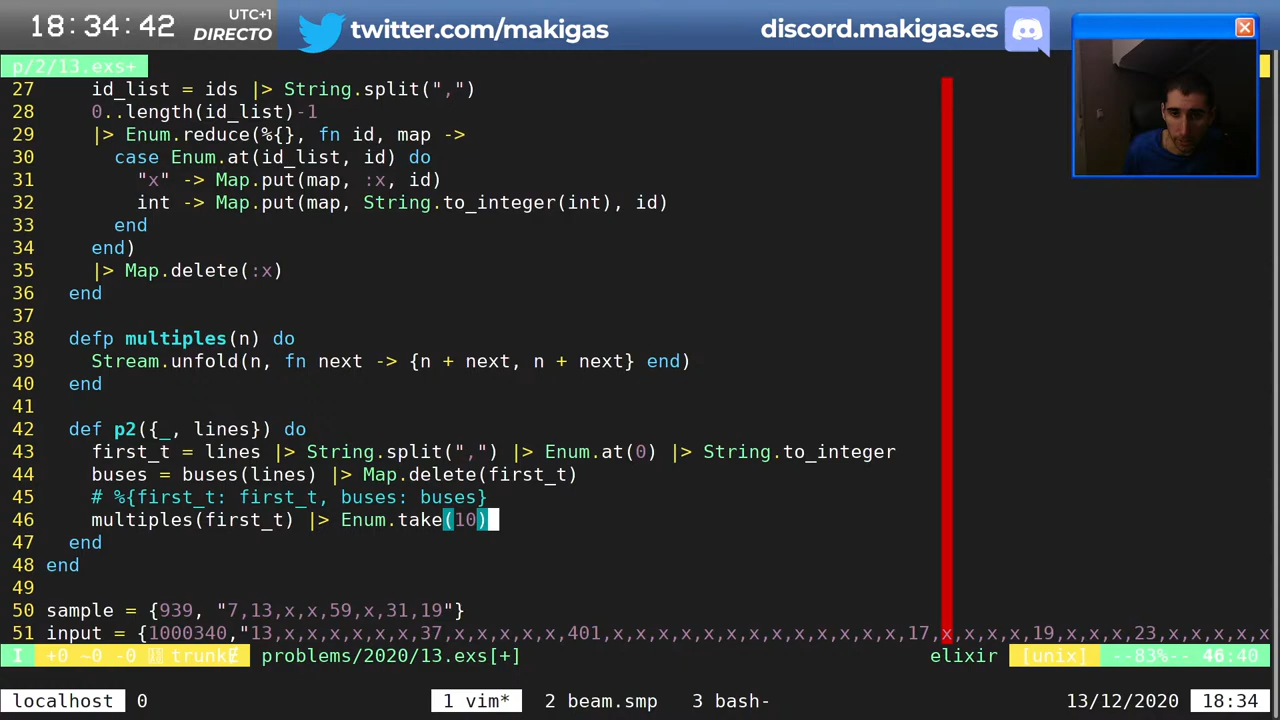 18:34:42
UTC+1
DIRECTO
twitter.com/makigas
discord.makigas.es
p/2/13.exs+
27 id_list = ids |> String.split(",")
28 0..length(id_list)-1
29 |> Enum.reduce(%{}, fn id, map ->
30 case Enum.at(id_list, id) do
31 "x" -> Map.put(map, :x, id)
32 int -> Map.put(map, String.to_integer(int), id)
33 end
34 end)
35 |> Map.delete(:x)
36 end
37
38 defp multiples(n) do
39 Stream.unfold(n, fn next -> {n + next, n + next} end)
40 end
41
42 def p2({_, lines}) do
43 first_t = lines |> String.split(",") |> Enum.at(0) |> String.to_integer
44 buses = buses(lines) |> Map.delete(first_t)
45 # %{first_t: first_t, buses: buses}
46 multiples(first_t) |> Enum.take(10)
47 end
48 end
49
50 sample = {939, "7,13,x,x,59,x,31,19"}
51 input = {1000340,"13,x,x,x,x,x,x,37,x,x,x,x,x,401,x,x,x,x,x,x,x,x,x,x,x,x,x,17,x,x,x,x,19,x,x,x,23,x,x,x,x,x
I +0 ~0 -0 trunk problems/2020/13.exs[+] elixir [unix] --83%-- 46:40
localhost 0 1 vim* 2 beam.smp 3 bash- 13/12/2020 18:34